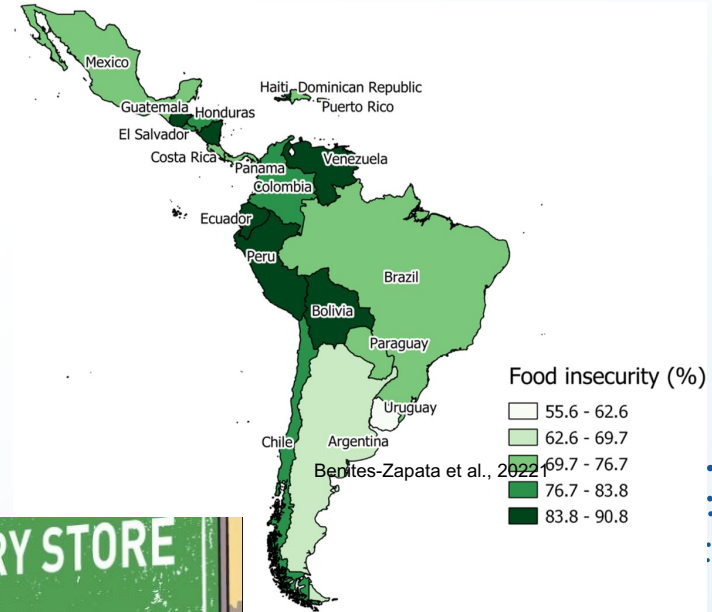 Mexico
Haiti Dominican Republic
Guatemala Honduras
Puerto Rico
El Salvador
Costa Rica
Panama
Venezuela
Colombia
Ecuador
Peru
Brazil
Bolivia
Paraguay
Uruguay
Chile
Argentina
Food insecurity (%)
55.6 - 62.6
62.6 - 69.7
69.7 - 76.7
76.7 - 83.8
83.8 - 90.8
Benites-Zapata et al., 20221
RY STORE